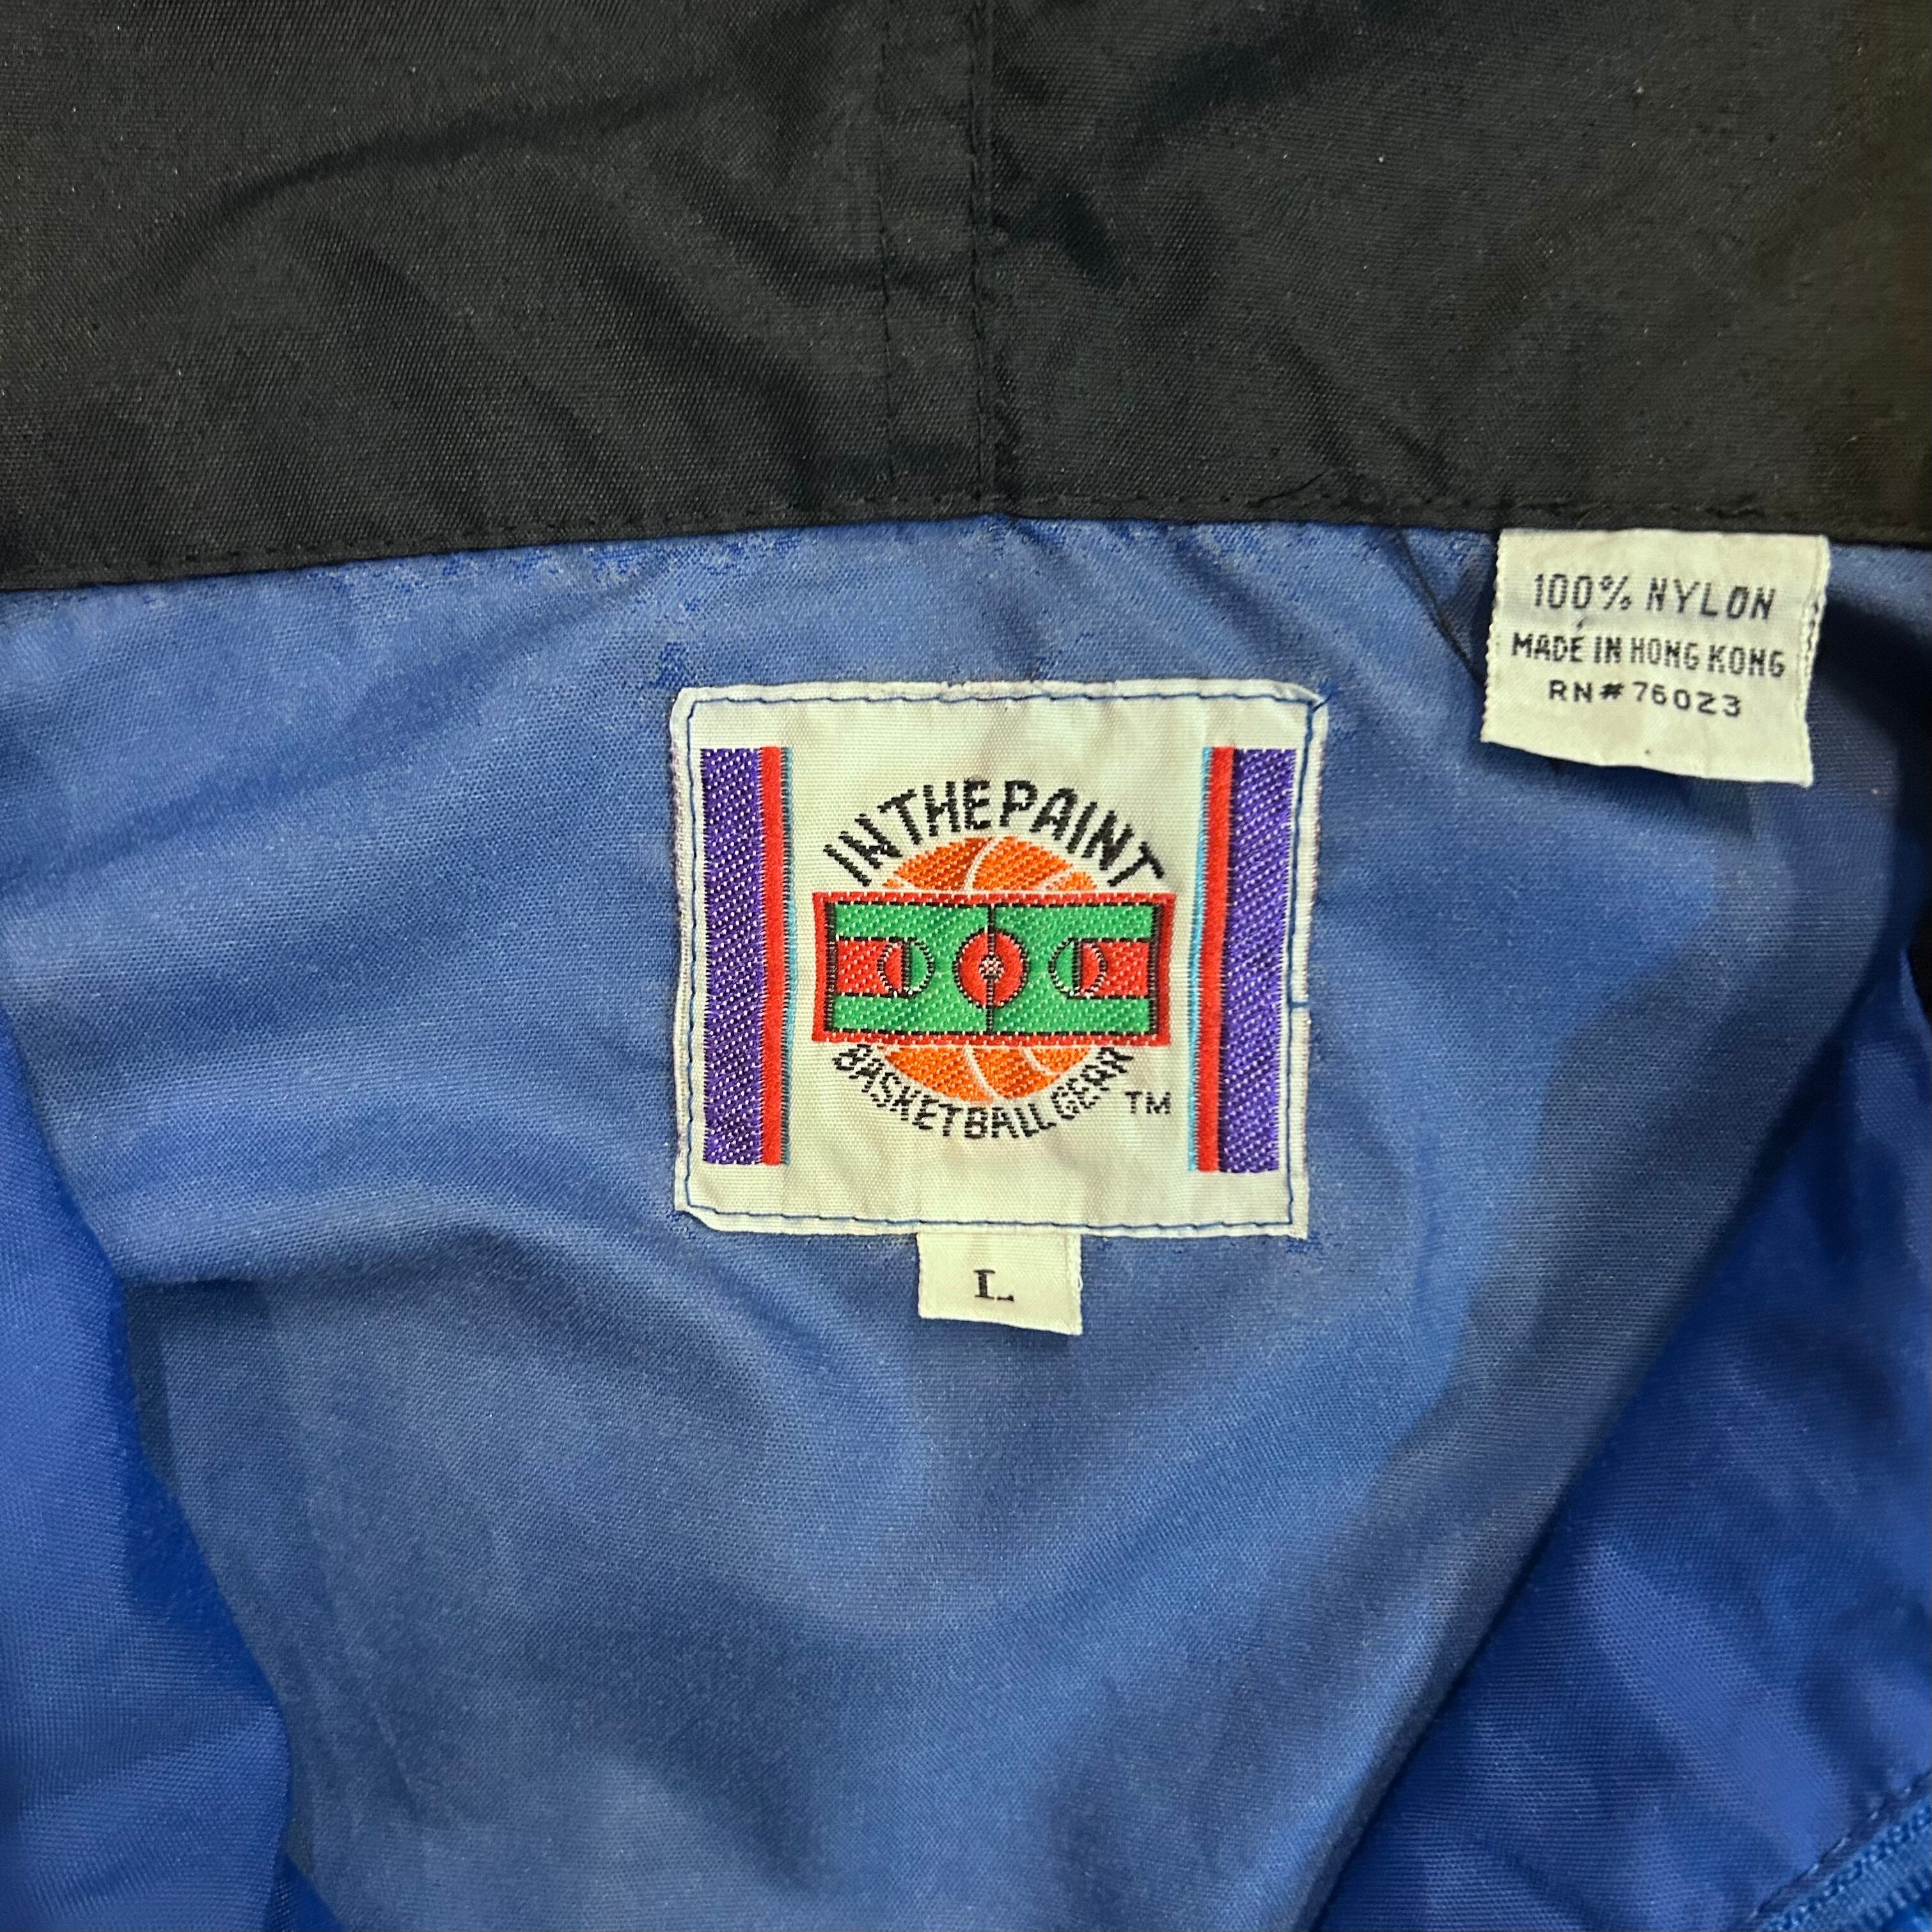 100% NYLON
MADE IN HONG KONG
RN# 76023
IN THE PAINT
BASKETBALL GEAR TM
L